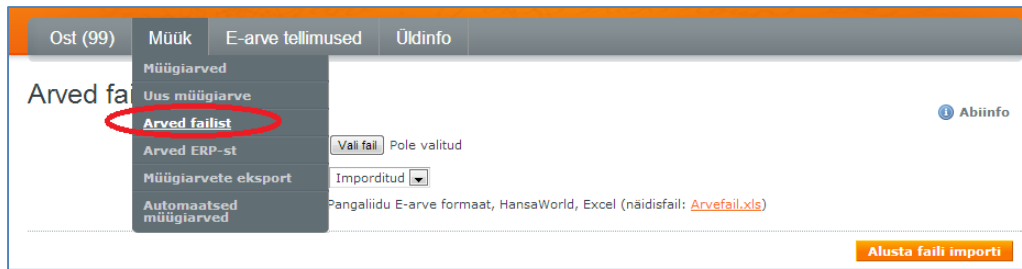 Ost (99) Müük E-arve tellimused Üldinfo
Müügiarved
Arved fai
Uus müügiarve
Abiinfo
Arved failist
Arved ERP-st
Vali fail Pole valitud
Müügiarvete eksport
Imporditud
Automaatsed
müügiarved
Pangaliidu E-arve formaat, HansaWorld, Excel (näidisfail: Arvefail.xls)
Alusta faili importi